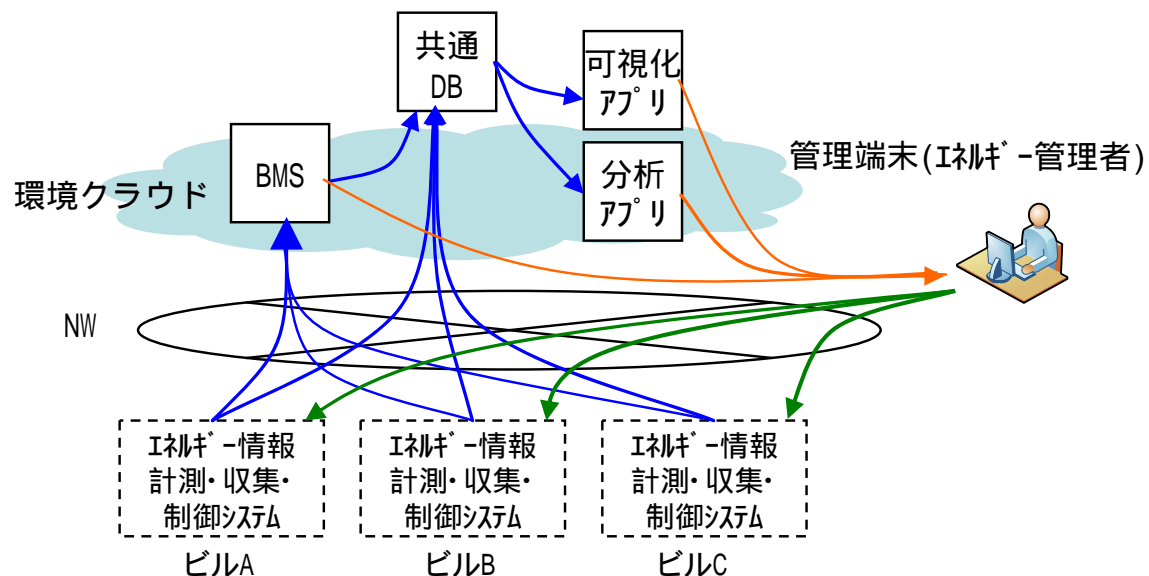 共通
DB
可視化
ｱﾌﾟﾘ
管理端末(ｴﾈﾙｷﾞｰ管理者)
BMS
分析
ｱﾌﾟﾘ
環境クラウド
NW
ｴﾈﾙｷﾞｰ情報
計測･収集･
制御ｼｽﾃﾑ
ｴﾈﾙｷﾞｰ情報
計測･収集･
制御ｼｽﾃﾑ
ｴﾈﾙｷﾞｰ情報
計測･収集･
制御ｼｽﾃﾑ
ビルA
ビルB
ビルC